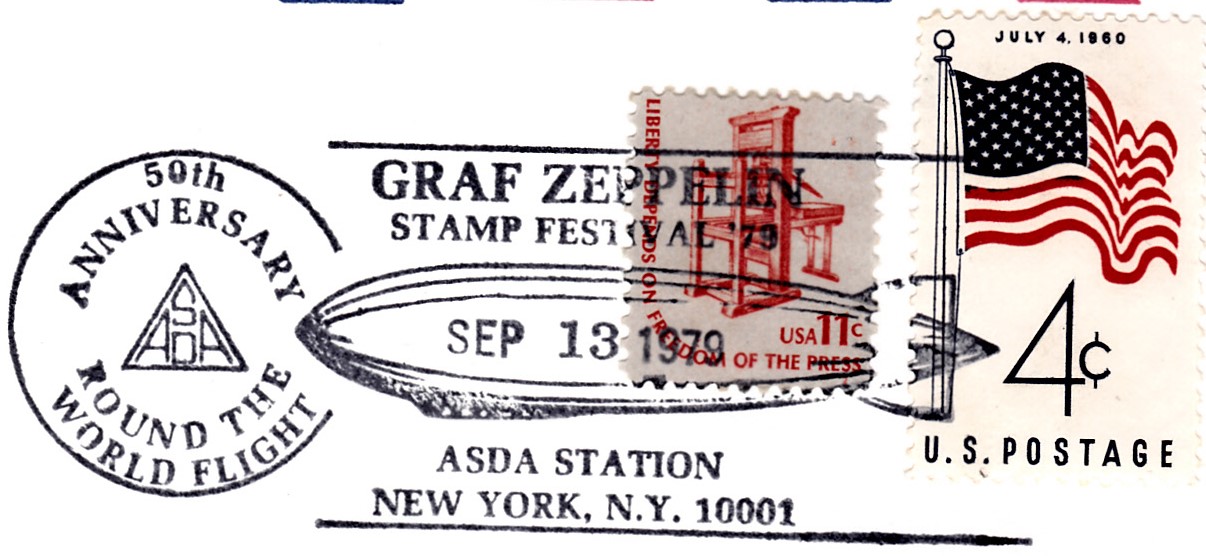 50th
ANNIVERSARY
ASDA
ROUND THE
WORLD FLIGHT
GRAF ZEPPELIN
STAMP FESTIVAL '79
SEP 13 1979
ASDA STATION
NEW YORK, N.Y. 10001
LIBERTY DEPENDS ON FREEDOM OF THE PRESS
USA 11c
JULY 4, 1960
4¢
U.S. POSTAGE